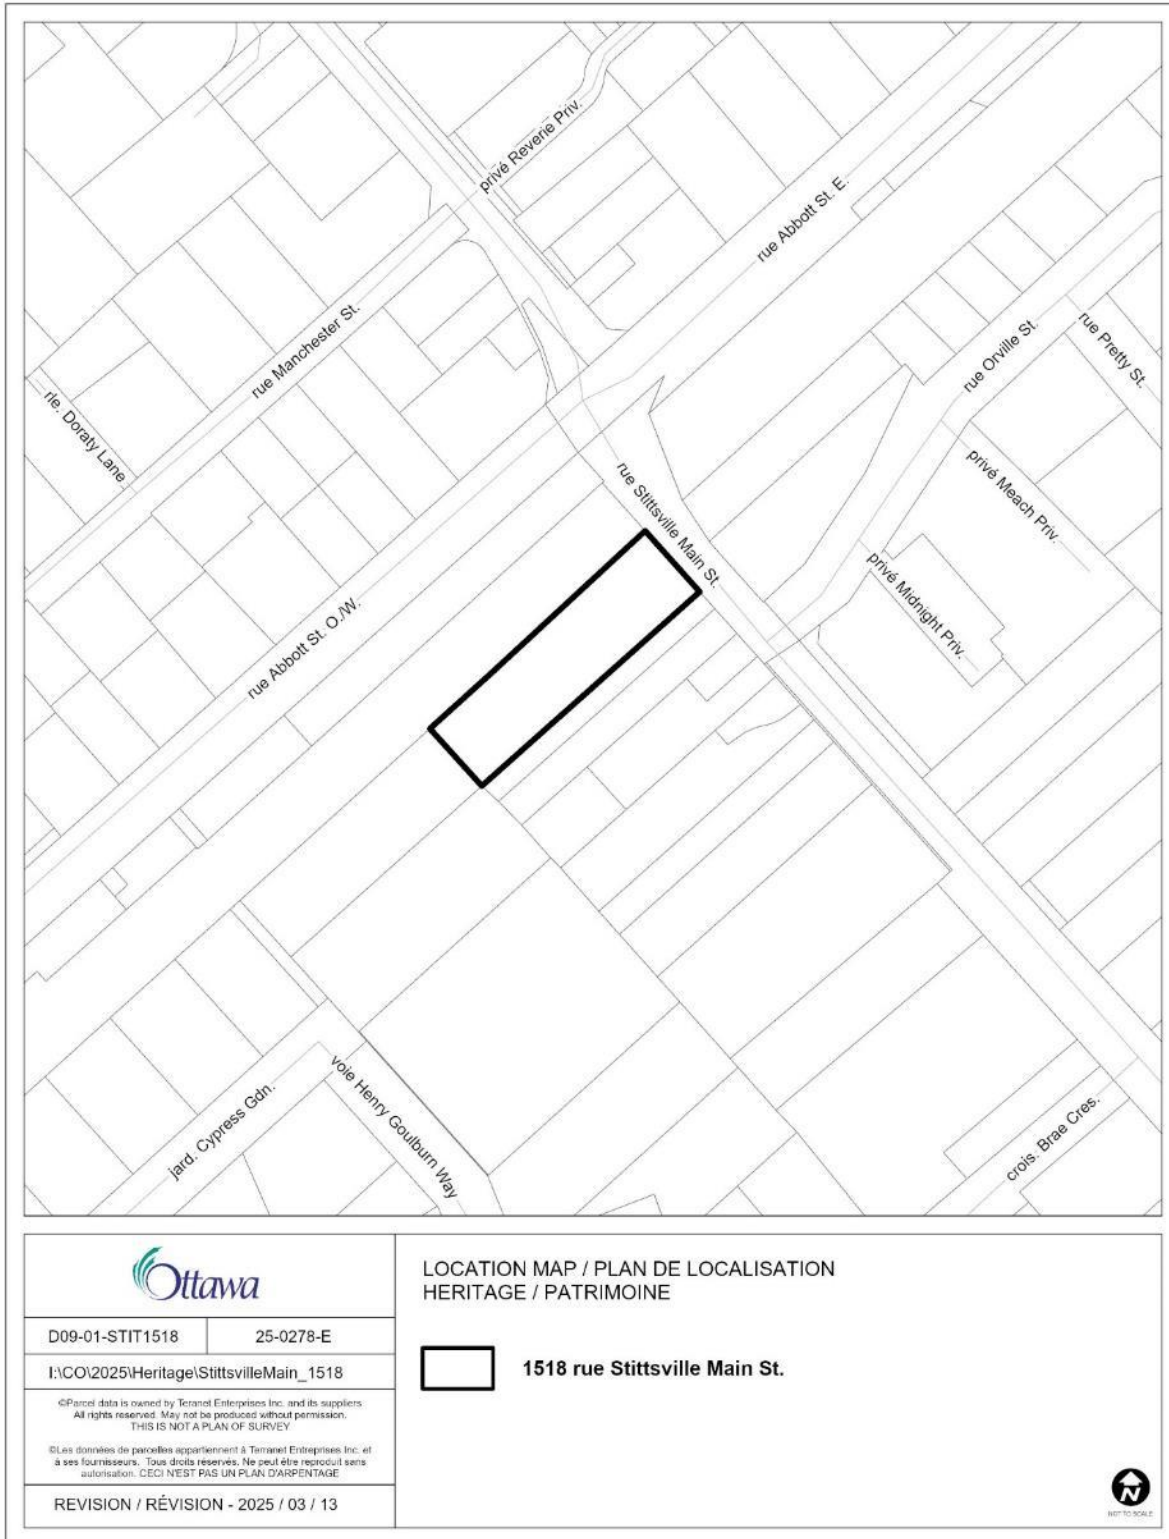 privé Reverie Priv.
rue Abbott St. E.
rue Manchester St.
rue Orville St.
rue Pretty St.
rle. Doraty Lane
rue Stittsville Main St.
privé Meach Priv.
privé Midnight Priv.
rue Abbott St. O./W.
voie Henry Goulburn Way
jard. Cypress Gdn.
crois. Brae Cres.
Ottawa
D09-01-STIT1518
25-0278-E
I:\CO\2025\Heritage\StittsvilleMain_1518
©Parcel data is owned by Teranet Enterprises Inc. and its suppliers
All rights reserved. May not be produced without permission.
THIS IS NOT A PLAN OF SURVEY
©Les données de parcelles appartiennent à Terranet Entreprises Inc. et
à ses fournisseurs. Tous droits réservés. Ne peut être reproduit sans
autorisation. CECI N'EST PAS UN PLAN D'ARPENTAGE
REVISION / RÉVISION - 2025 / 03 / 13
LOCATION MAP / PLAN DE LOCALISATION
HERITAGE / PATRIMOINE
1518 rue Stittsville Main St.
N
NOT TO SCALE